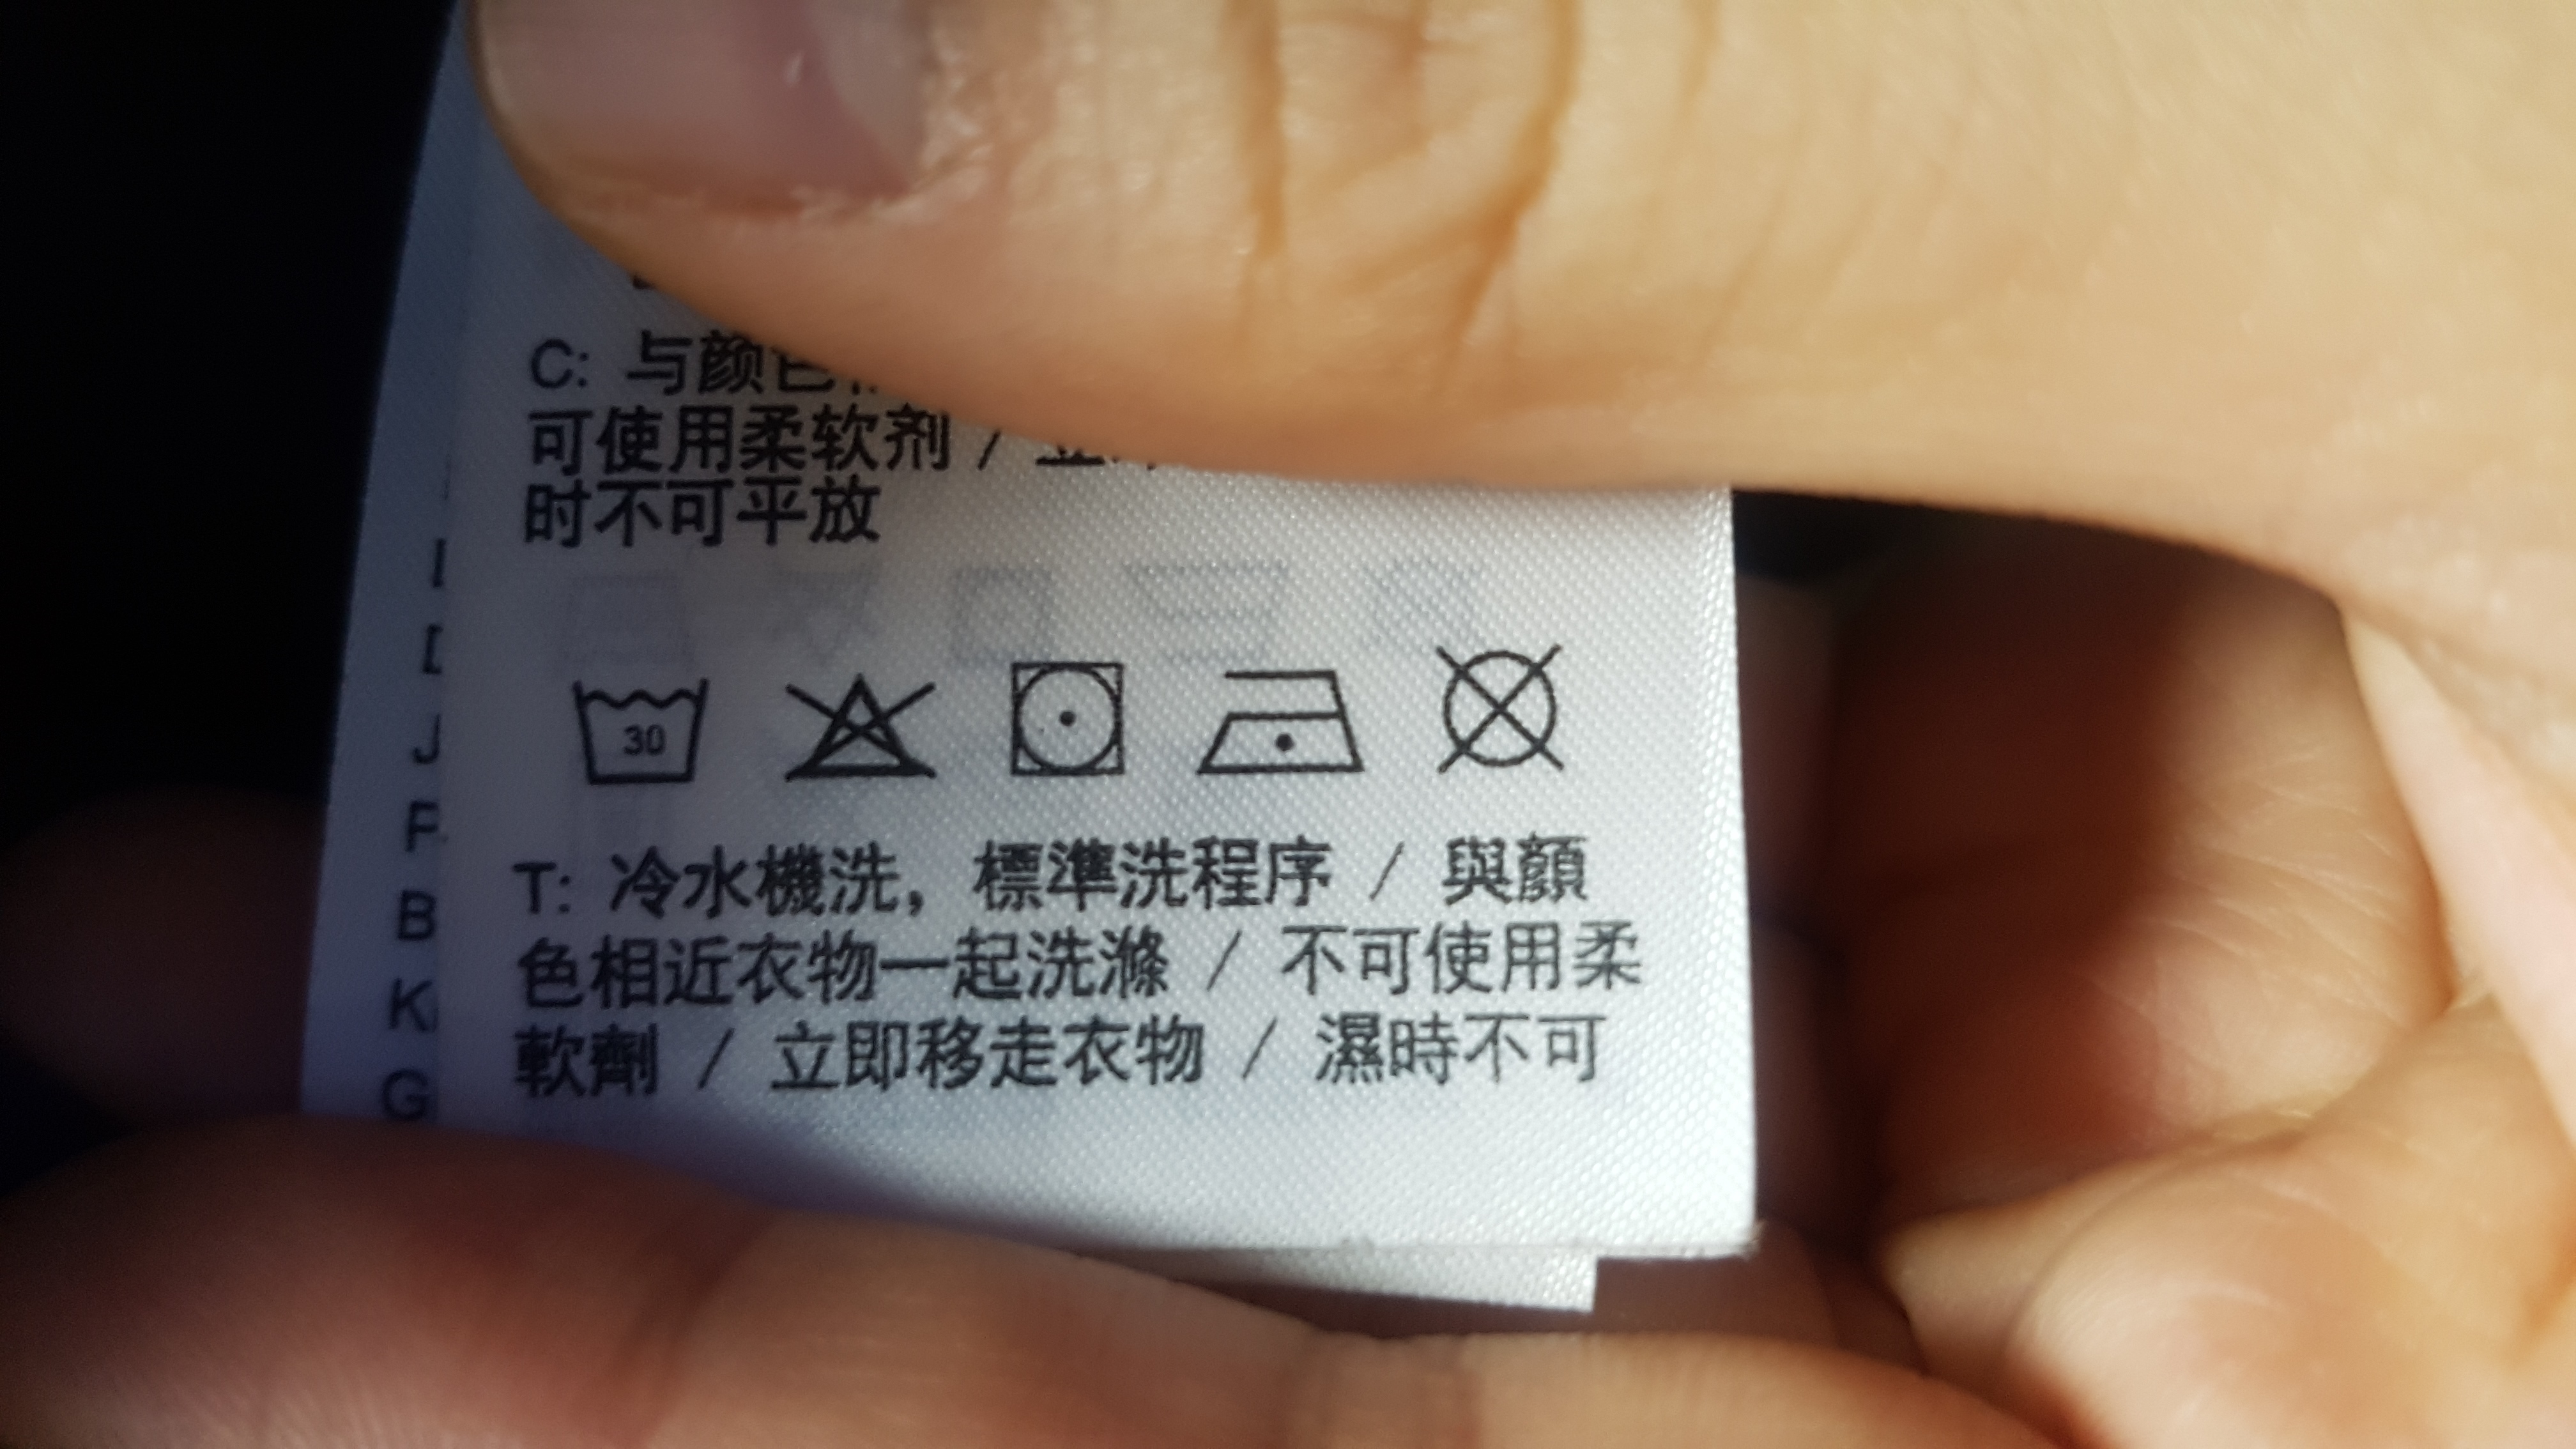 C: 与颜色
可使用柔软剂 /
时不可平放
30
T: 冷水機洗，標準洗程序 / 與顏
色相近衣物一起洗滌 / 不可使用柔
軟劑 / 立即移走衣物 / 濕時不可
J
P
B
K
G